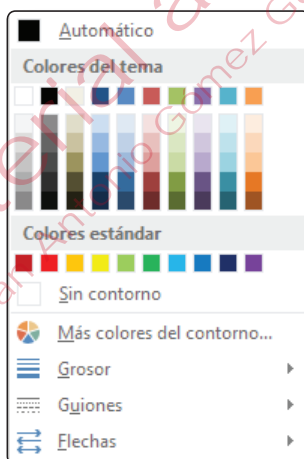 Automático
Colores del tema
Colores estándar
Sin contorno
Más colores del contorno...
Grosor
Guiones
Flechas